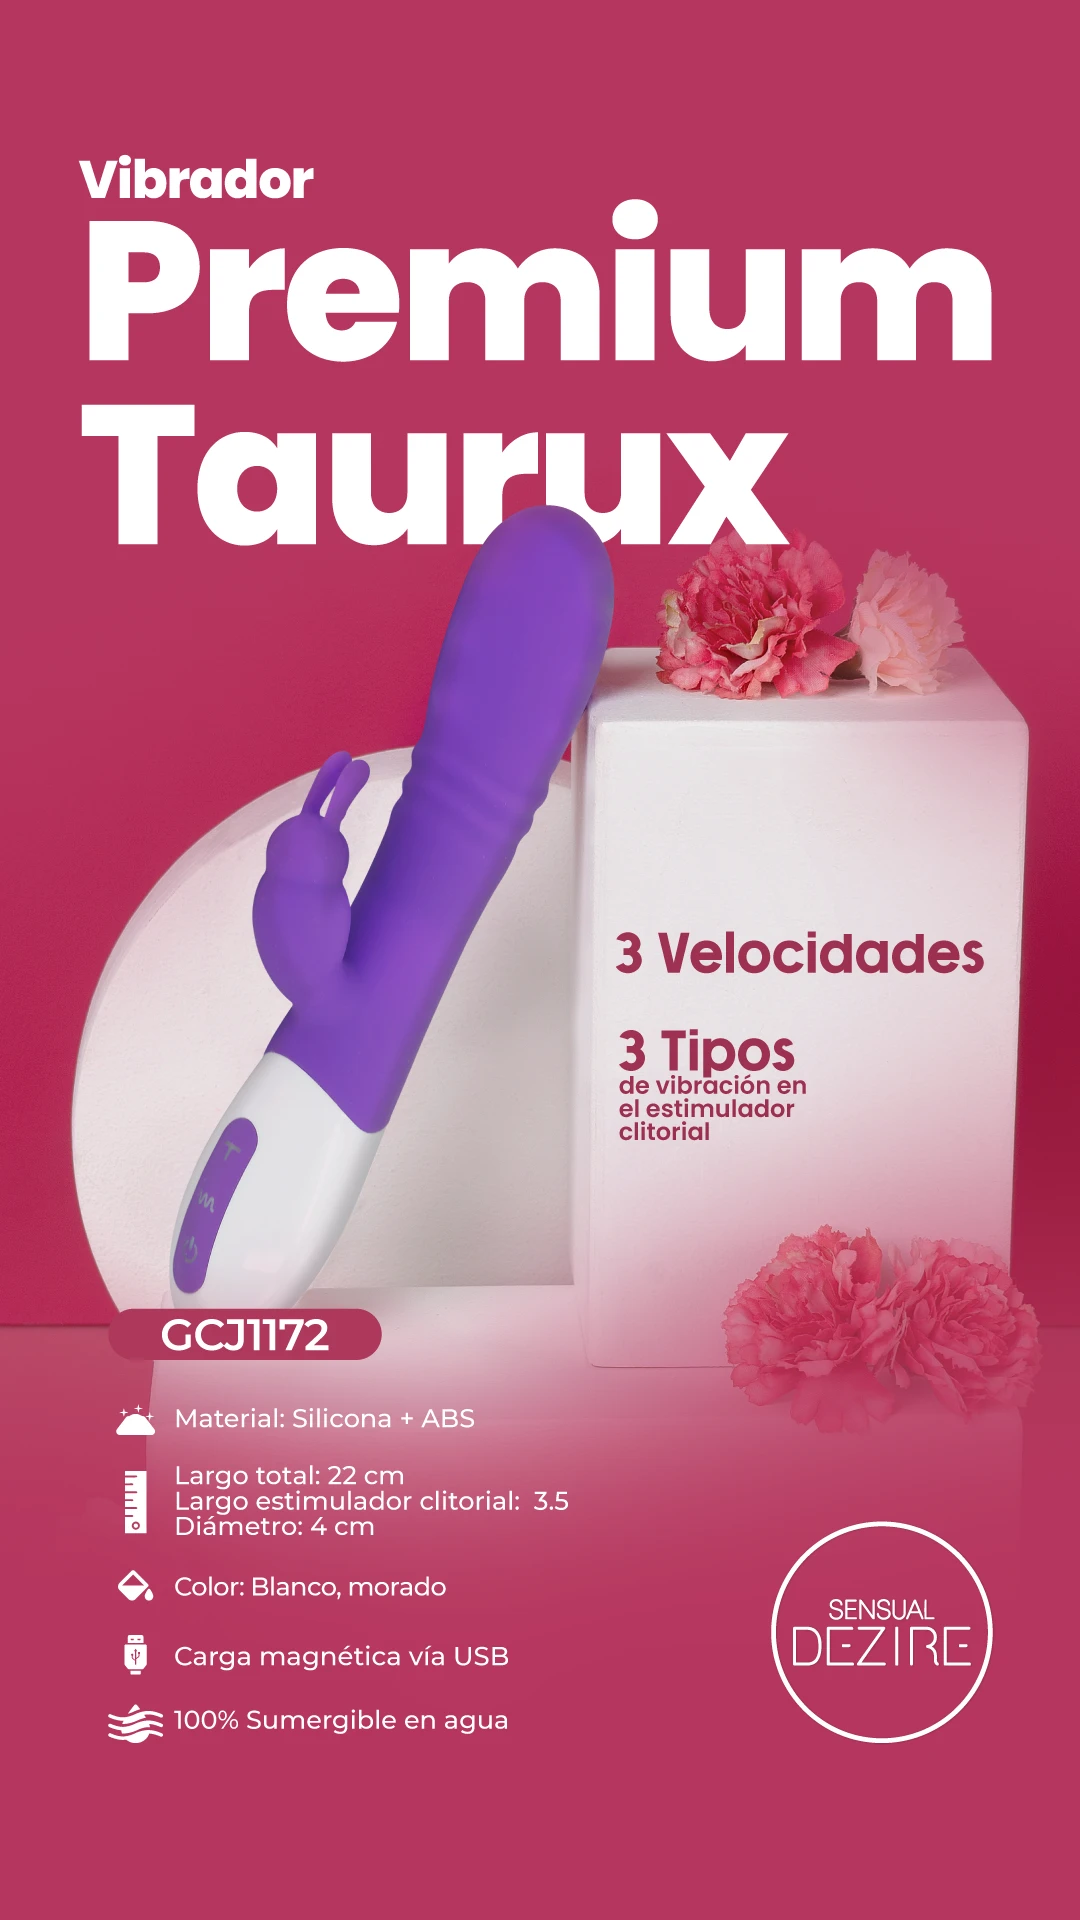 Vibrador
Premium
Taurux
3 Velocidades
3 Tipos
de vibración en
el estimulador
clitorial
GCJ1172
Material: Silicona + ABS
Largo total: 22 cm
Largo estimulador clitorial: 3.5
Diámetro: 4 cm
Color: Blanco, morado
Carga magnética vía USB
100% Sumergible en agua
SENSUAL
DEZIRE